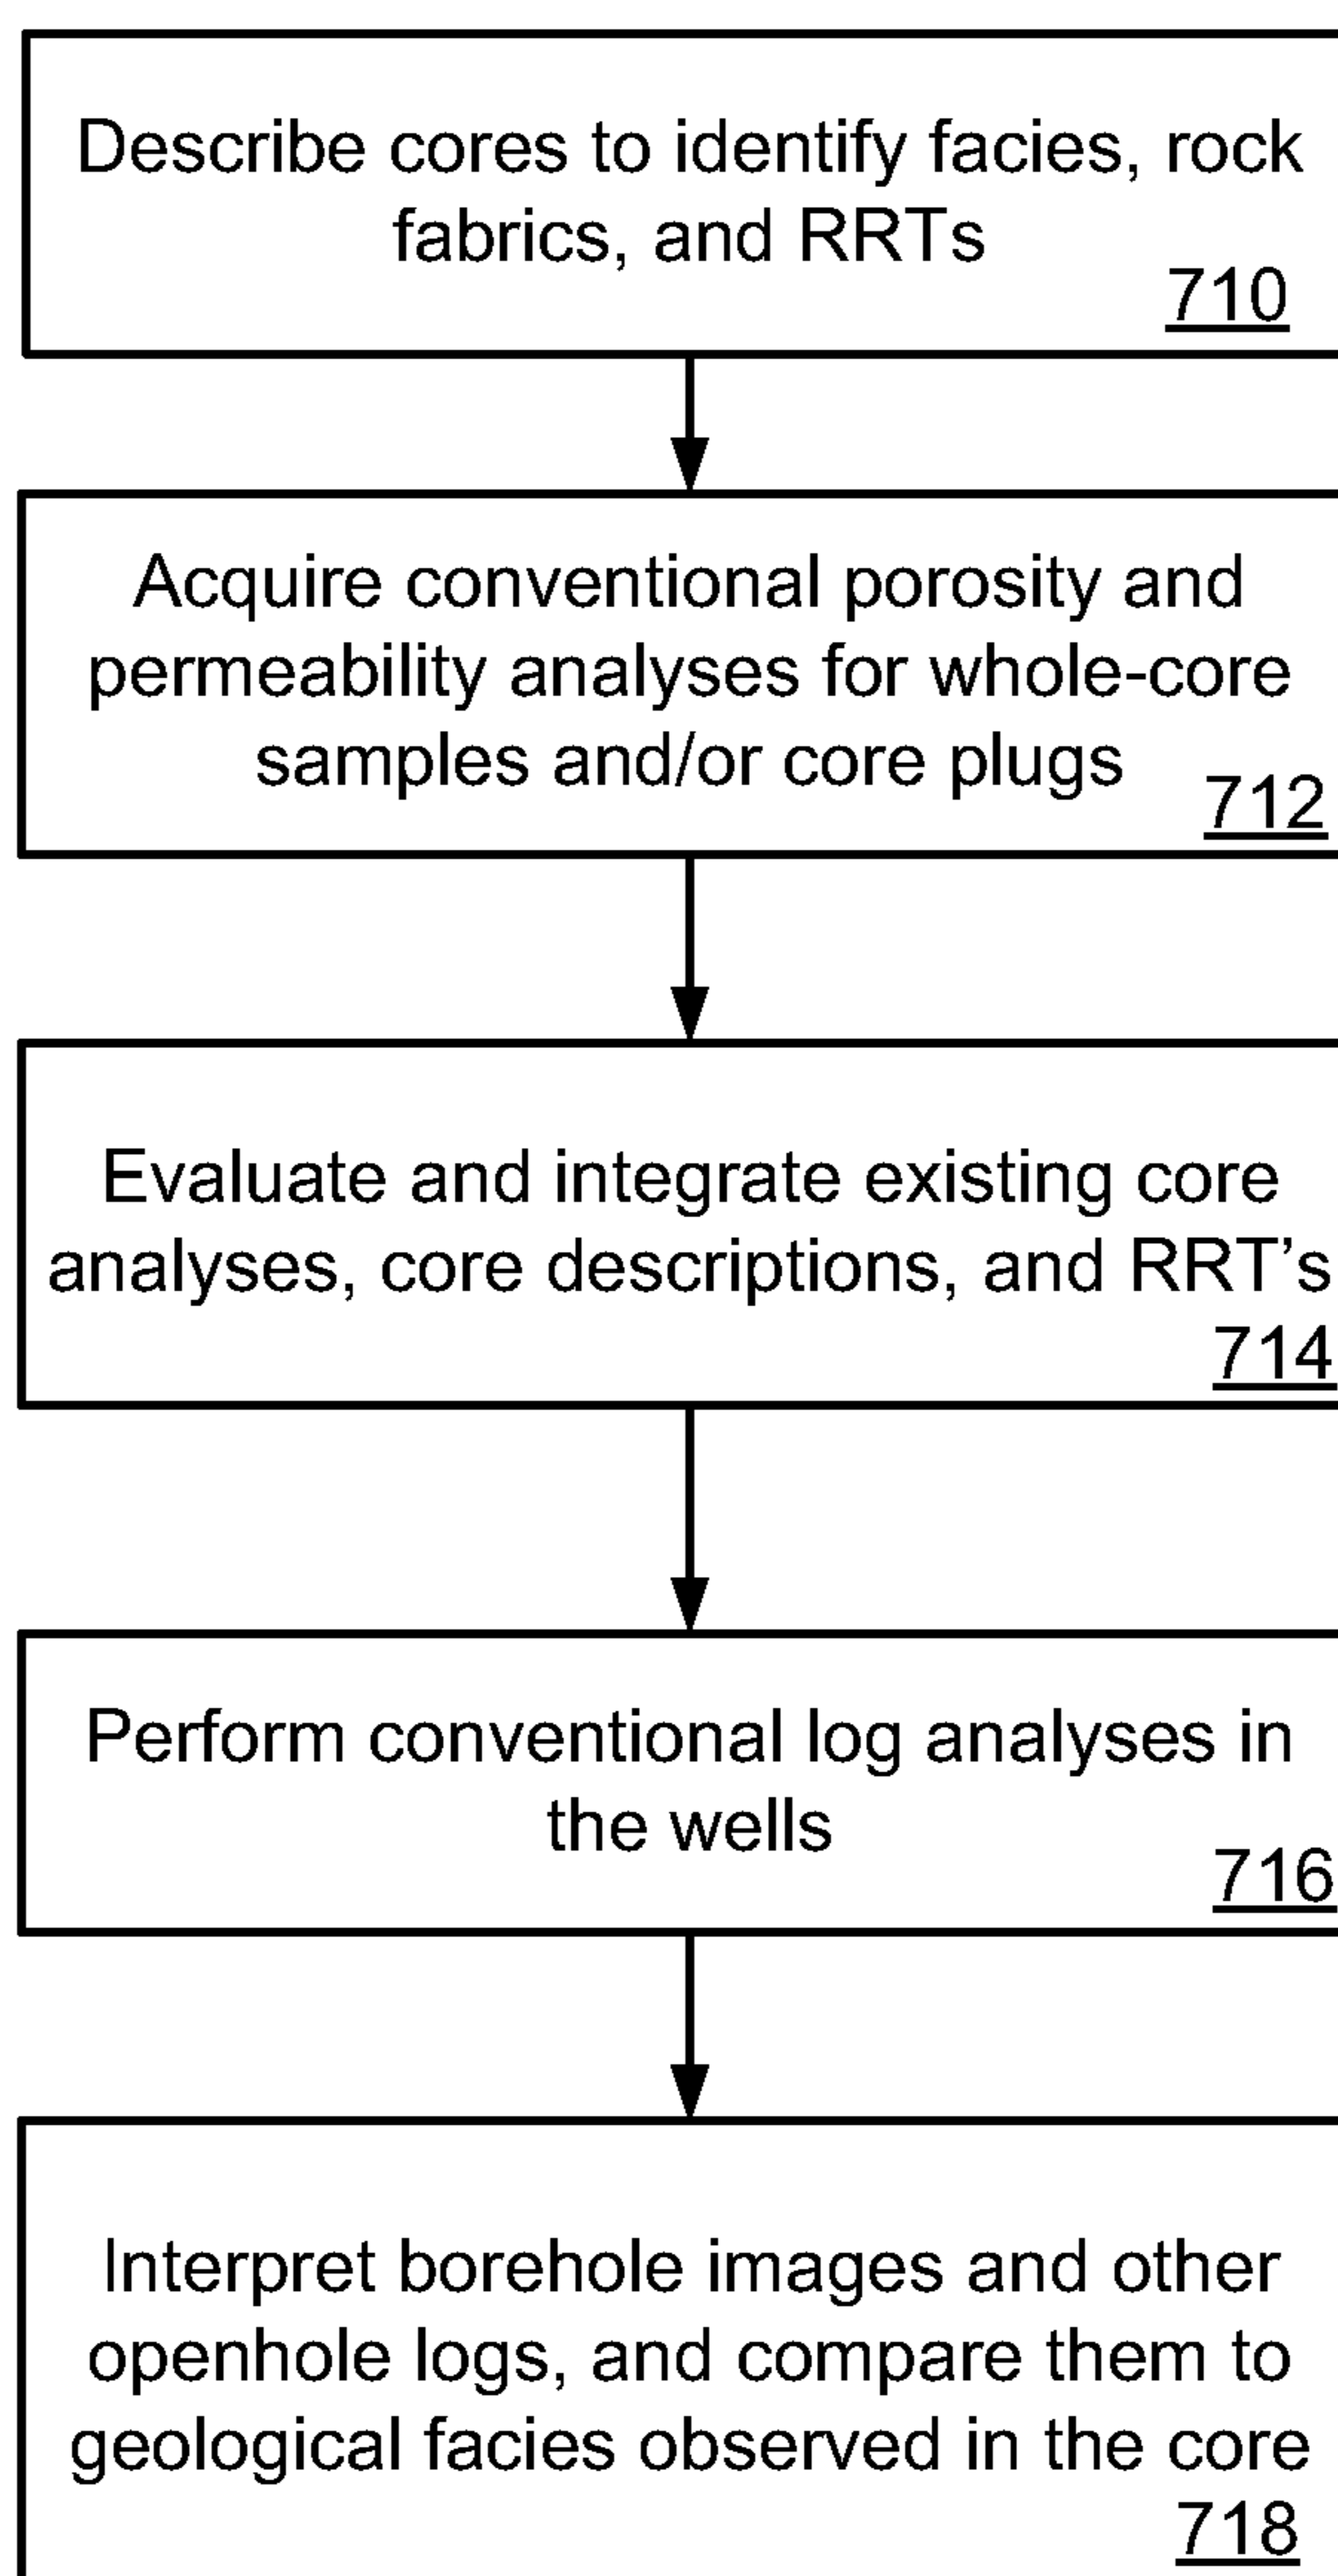 Describe cores to identify facies, rock
fabrics, and RRTs
710
Acquire conventional porosity and
permeability analyses for whole-core
samples and/or core plugs
712
Evaluate and integrate existing core
analyses, core descriptions, and RRT’s
714
Perform conventional log analyses in
the wells
716
Interpret borehole images and other
openhole logs, and compare them to
geological facies observed in the core
718